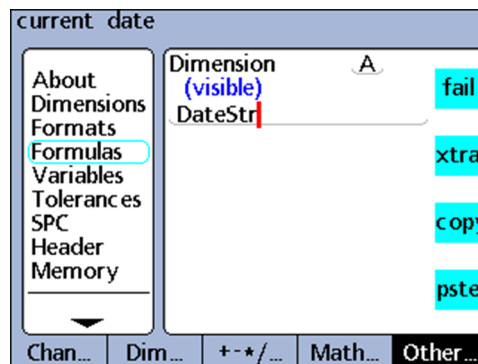 current date
About
Dimensions
Formats
Formulas
Variables
Tolerances
SPC
Header
Memory
Dimension A
(visible)
DateStr
fail
xtra
copy
pste
Chan... Dim... +-*/... Math... Other...